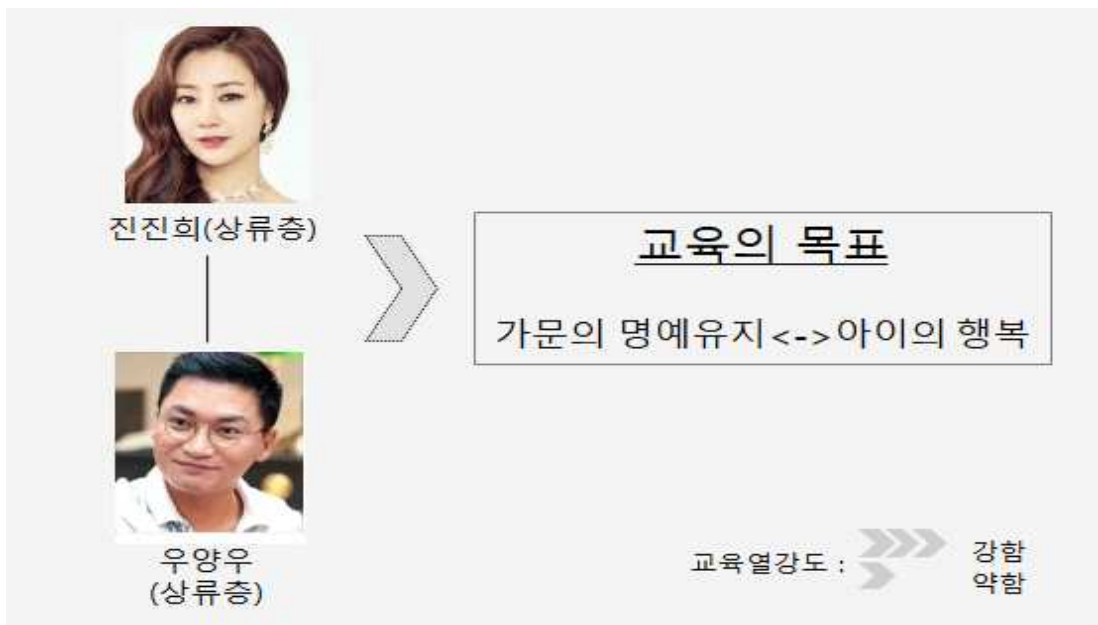 진진희(상류층)
교육의 목표
가문의 명예유지<->아이의 행복
우양우
(상류층)
교육열강도 : 강함
약함